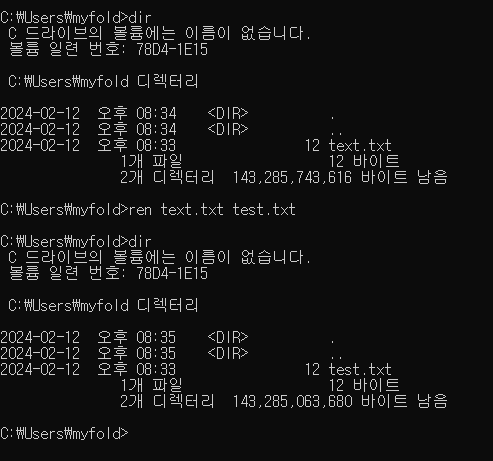 C:₩Users₩myfold>dir
C 드라이브의 볼륨에는 이름이 없습니다.
볼륨 일련 번호: 78D4-1E15
C:₩Users₩myfold 디렉터리
2024-02-12 오후 08:34 <DIR> .
2024-02-12 오후 08:34 <DIR> ..
2024-02-12 오후 08:33 12 text.txt
1개 파일 12 바이트
2개 디렉터리 143,285,743,616 바이트 남음
C:₩Users₩myfold>ren text.txt test.txt
C:₩Users₩myfold>dir
C 드라이브의 볼륨에는 이름이 없습니다.
볼륨 일련 번호: 78D4-1E15
C:₩Users₩myfold 디렉터리
2024-02-12 오후 08:35 <DIR> .
2024-02-12 오후 08:35 <DIR> ..
2024-02-12 오후 08:33 12 test.txt
1개 파일 12 바이트
2개 디렉터리 143,285,063,680 바이트 남음
C:₩Users₩myfold>